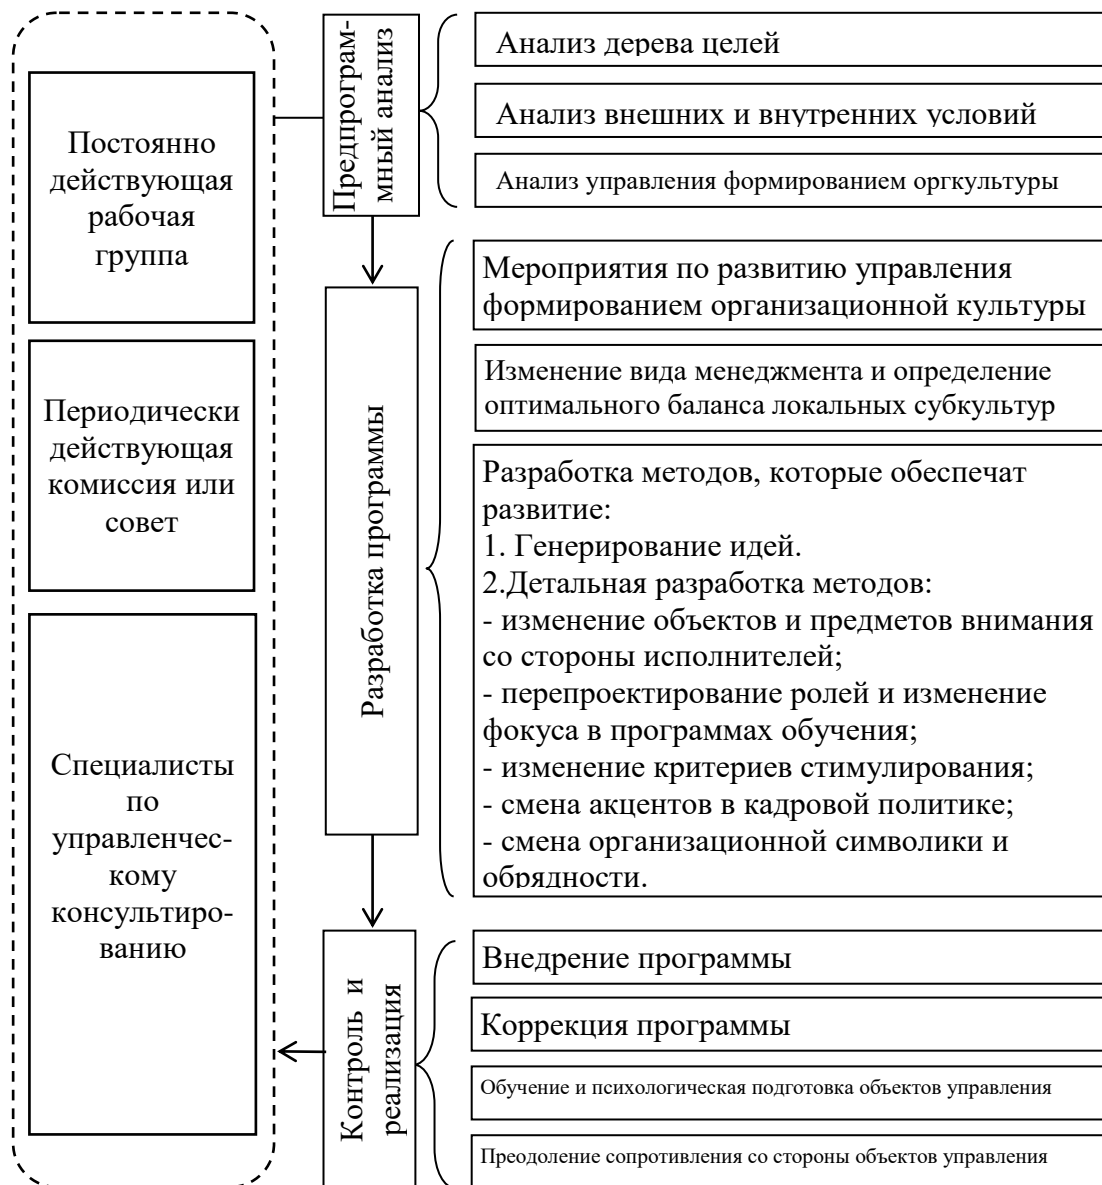 Постоянно
действующая
рабочая
группа
Периодически
действующая
комиссия или
совет
Специалисты
по
управленчес-
кому
консультиро-
ванию
Предпрограм-
мный анализ
Анализ дерева целей
Анализ внешних и внутренних условий
Анализ управления формированием оргкультуры
Разработка программы
Мероприятия по развитию управления
формированием организационной культуры
Изменение вида менеджмента и определение
оптимального баланса локальных субкультур
Разработка методов, которые обеспечат
развитие:
1. Генерирование идей.
2.Детальная разработка методов:
- изменение объектов и предметов внимания
со стороны исполнителей;
- перепроектирование ролей и изменение
фокуса в программах обучения;
- изменение критериев стимулирования;
- смена акцентов в кадровой политике;
- смена организационной символики и
обрядности.
Контроль и
реализация
Внедрение программы
Коррекция программы
Обучение и психологическая подготовка объектов управления
Преодоление сопротивления со стороны объектов управления